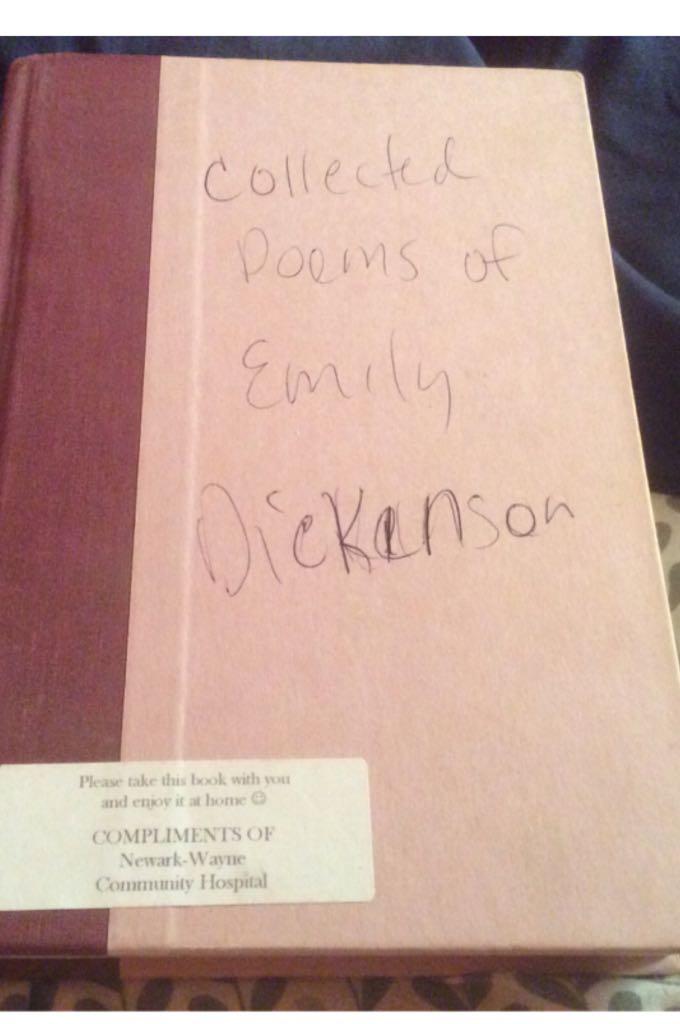 Collected
Poems of
Emily
Dickenson
Please take this book with you
and enjoy it at home ☺
COMPLIMENTS OF
Newark-Wayne
Community Hospital